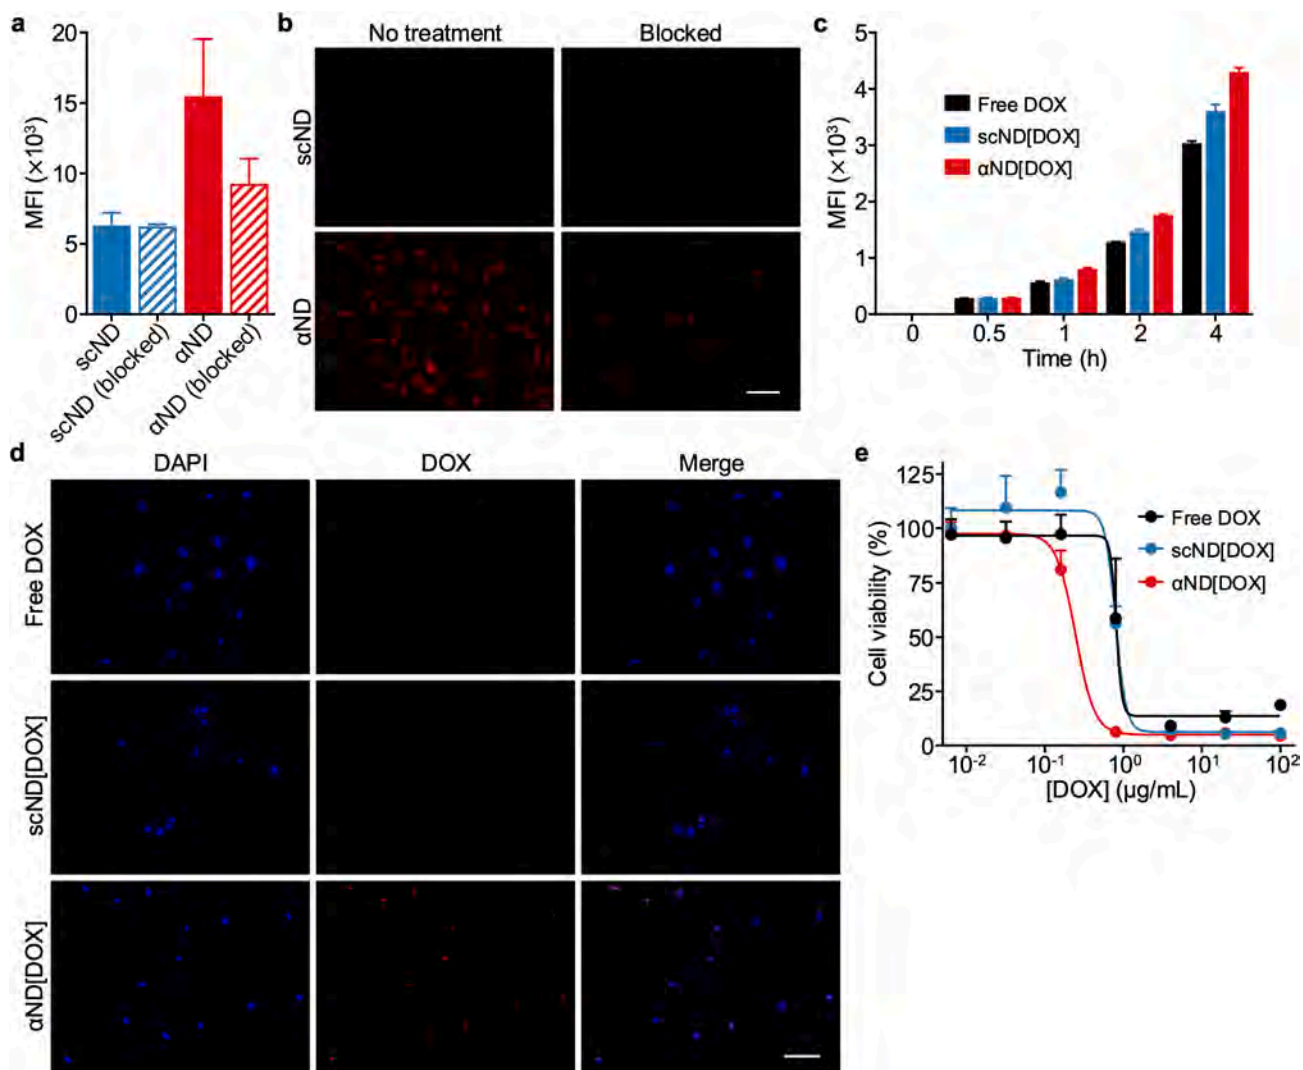 a
20
15
10
5
0
MFI (×10³)
scND
scND (blocked)
αND
αND (blocked)
b
No treatment
Blocked
scND
αND
c
5
4
3
2
1
0
MFI (×10³)
Free DOX
scND[DOX]
αND[DOX]
0
0.5
1
2
4
Time (h)
d
DAPI
DOX
Merge
Free DOX
scND[DOX]
αND[DOX]
e
125
100
75
50
25
0
Cell viability (%)
Free DOX
scND[DOX]
αND[DOX]
10⁻²
10⁻¹
10⁰
10¹
10²
[DOX] (µg/mL)